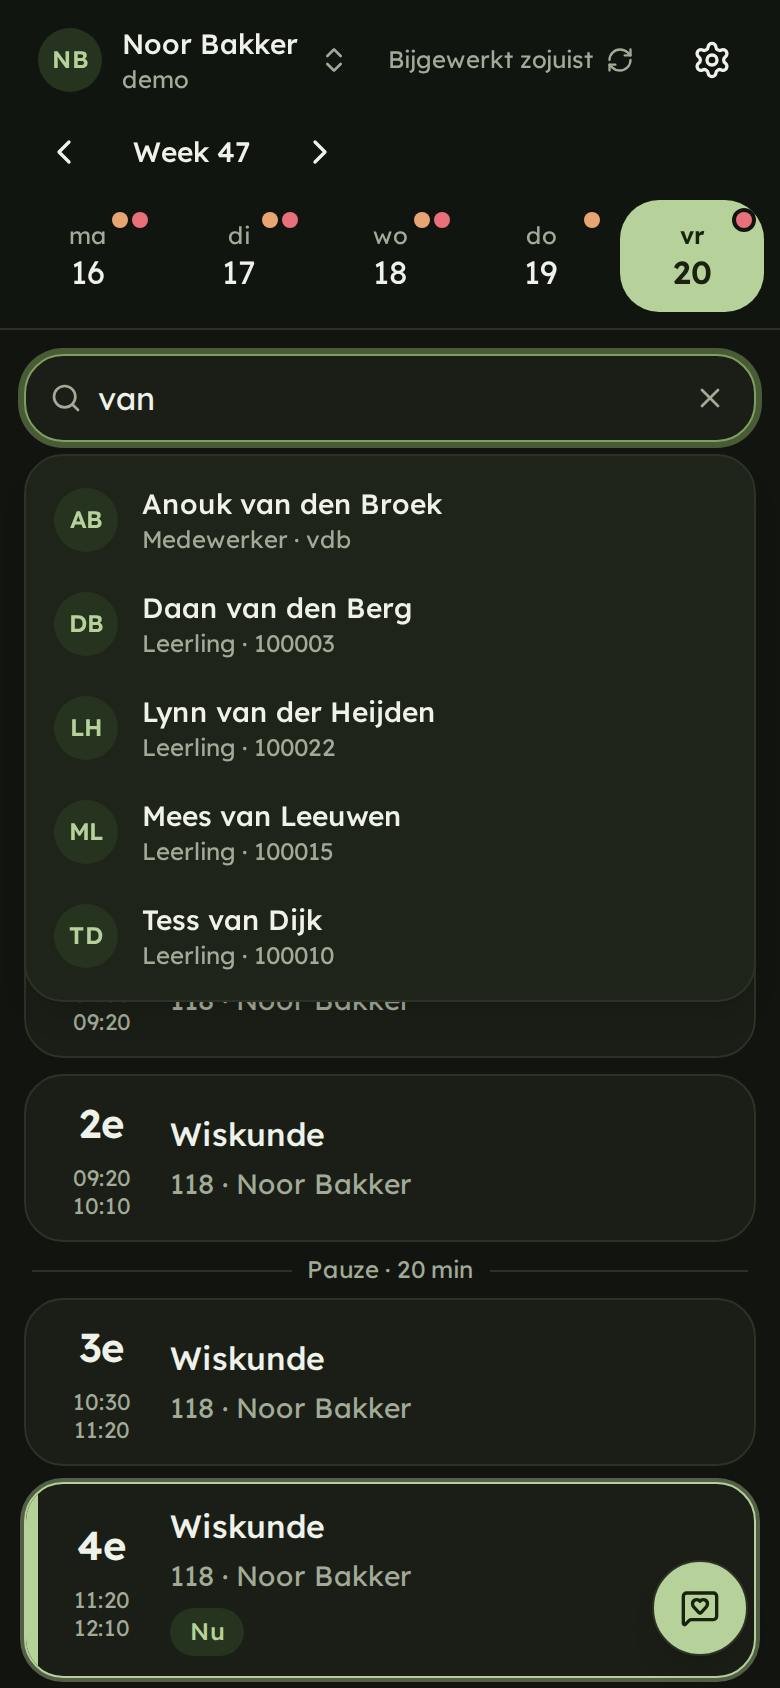 NB
Noor Bakker
demo
Bijgewerkt zojuist
Week 47
ma
16
di
17
wo
18
do
19
vr
20
van
AB
Anouk van den Broek
Medewerker · vdb
DB
Daan van den Berg
Leerling · 100003
LH
Lynn van der Heijden
Leerling · 100022
ML
Mees van Leeuwen
Leerling · 100015
TD
Tess van Dijk
Leerling · 100010
118 · Noor Bakker
09:20
2e
Wiskunde
09:20
10:10
118 · Noor Bakker
Pauze · 20 min
3e
Wiskunde
10:30
11:20
118 · Noor Bakker
4e
Wiskunde
11:20
12:10
118 · Noor Bakker
Nu